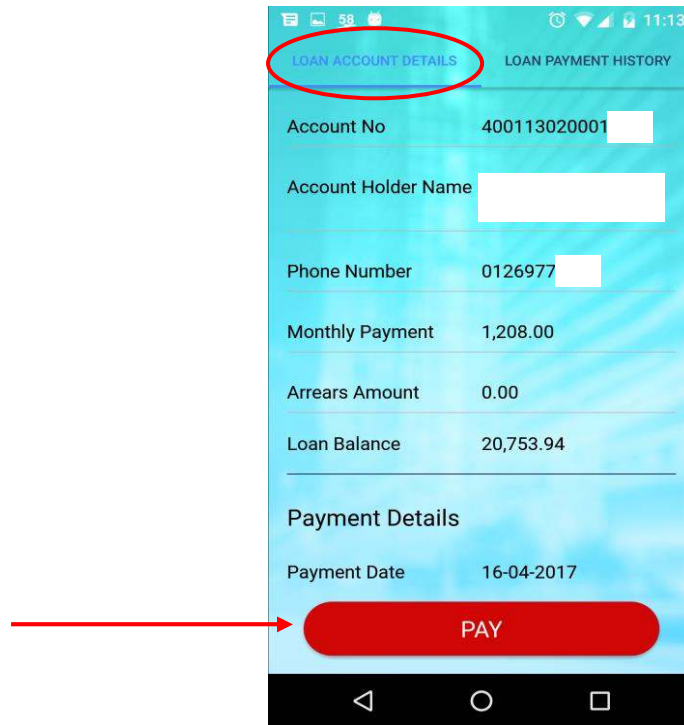 58 11:13
LOAN ACCOUNT DETAILS LOAN PAYMENT HISTORY
Account No 400113020001
Account Holder Name
Phone Number 0126977
Monthly Payment 1,208.00
Arrears Amount 0.00
Loan Balance 20,753.94
Payment Details
Payment Date 16-04-2017
PAY